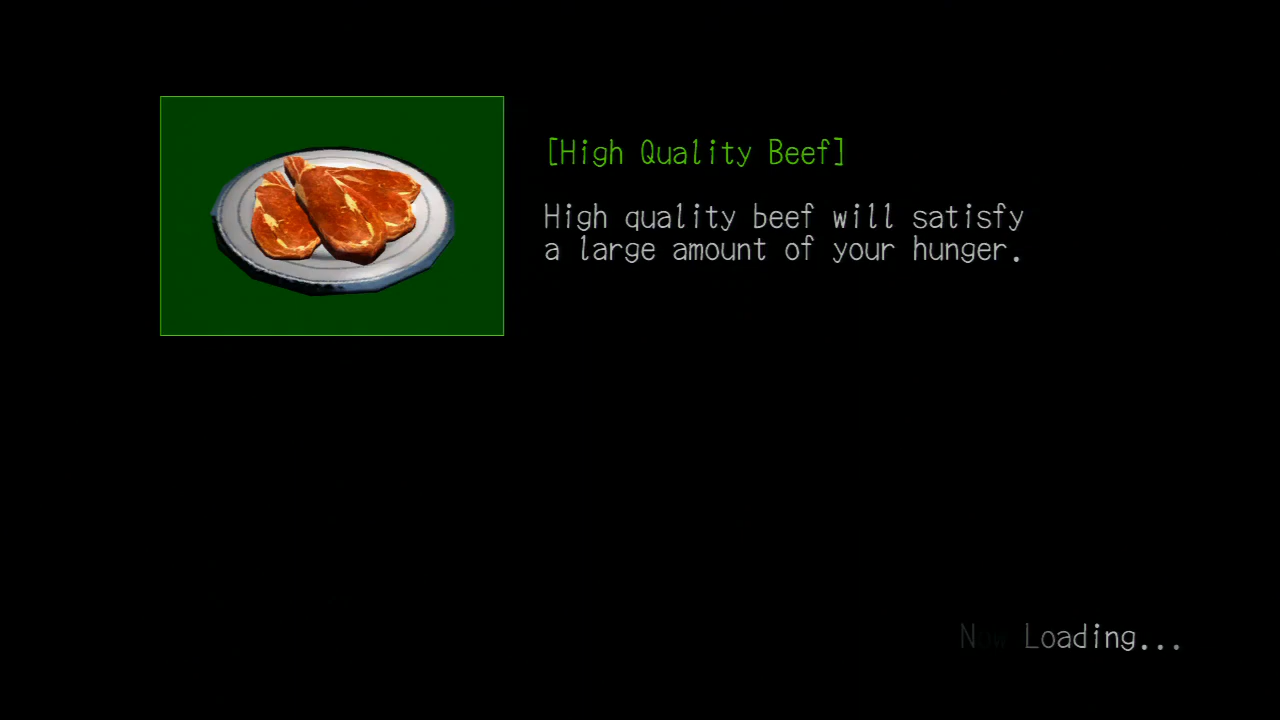 [High Quality Beef]
High quality beef will satisfy
a large amount of your hunger.
Now Loading...